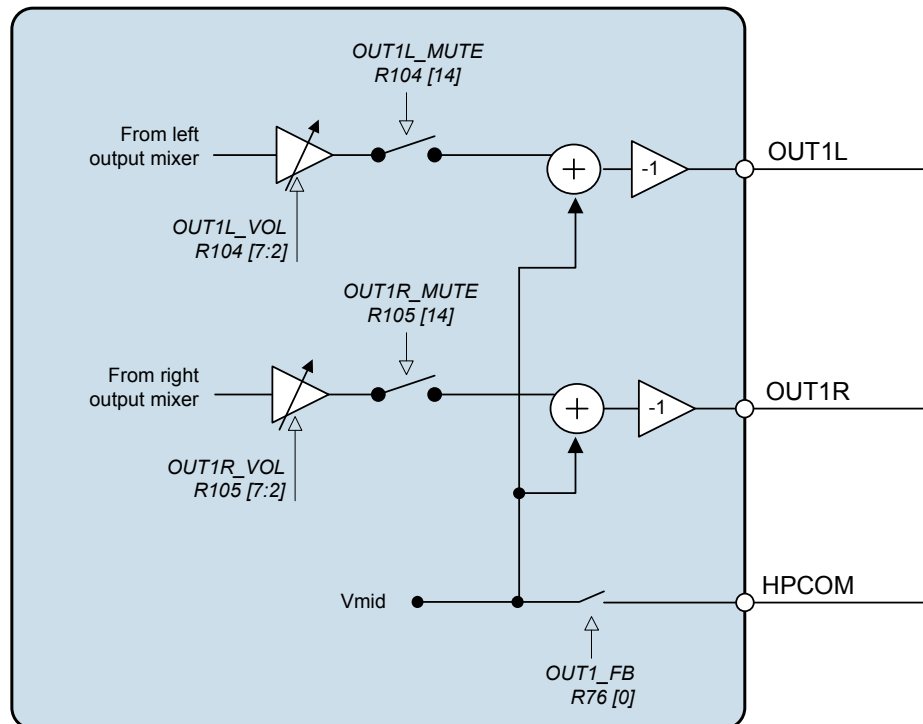 OUT1L_MUTE
R104 [14]
From left
output mixer
+
-1
OUT1L
OUT1L_VOL
R104 [7:2]
OUT1R_MUTE
R105 [14]
From right
output mixer
+
-1
OUT1R
OUT1R_VOL
R105 [7:2]
Vmid
HPCOM
OUT1_FB
R76 [0]